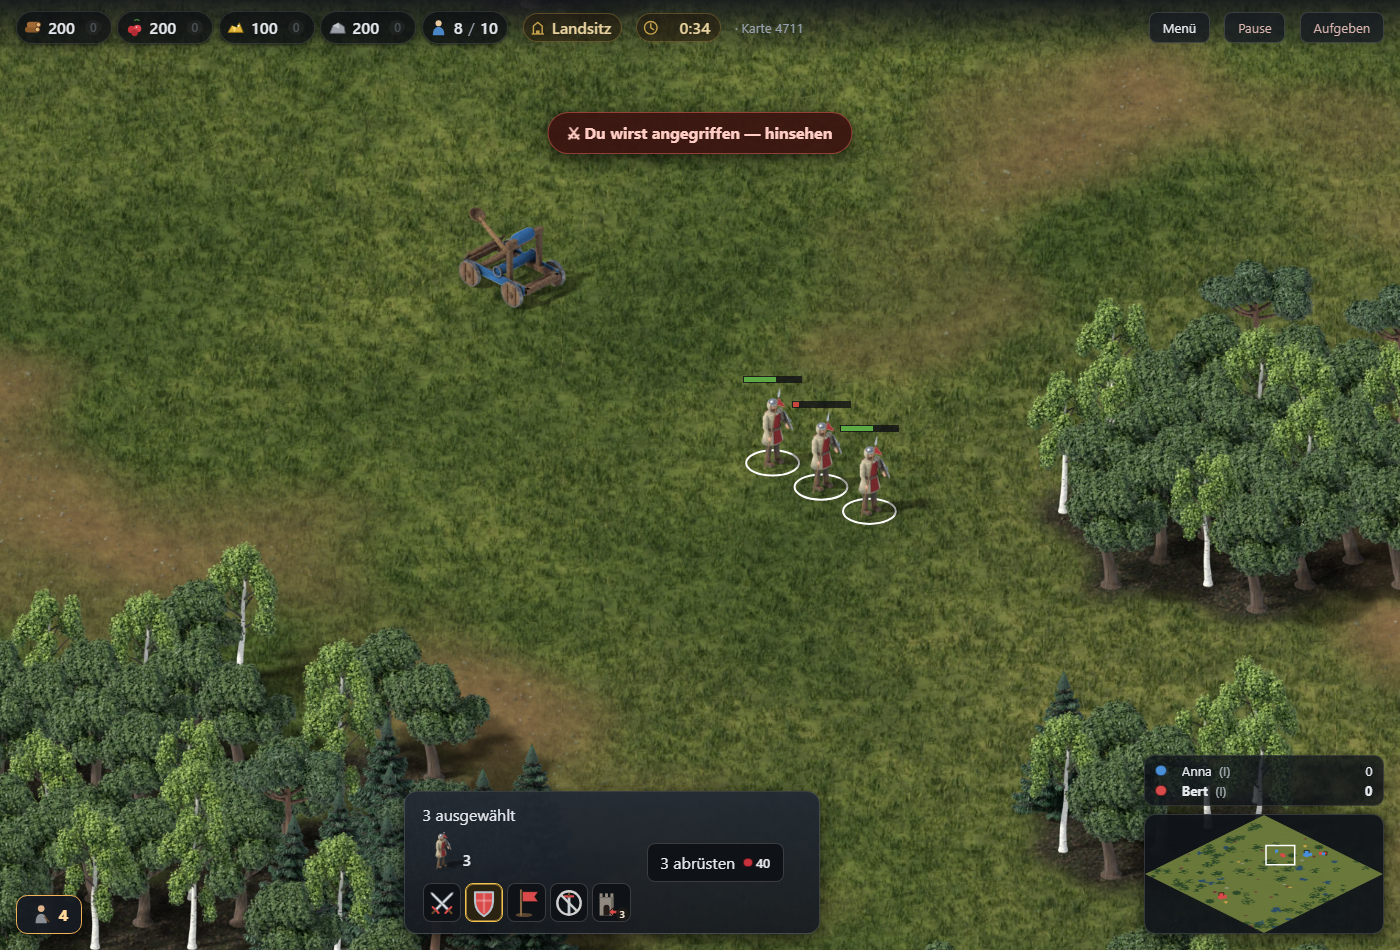 200 0 200 0 100 0 200 0 8 / 10 Landsitz 0:34 · Karte 4711 Menü Pause Aufgeben
Du wirst angegriffen — hinsehen
Anna (I) 0
Bert (I) 0
3 ausgewählt
3
3 abrüsten 40
3
4